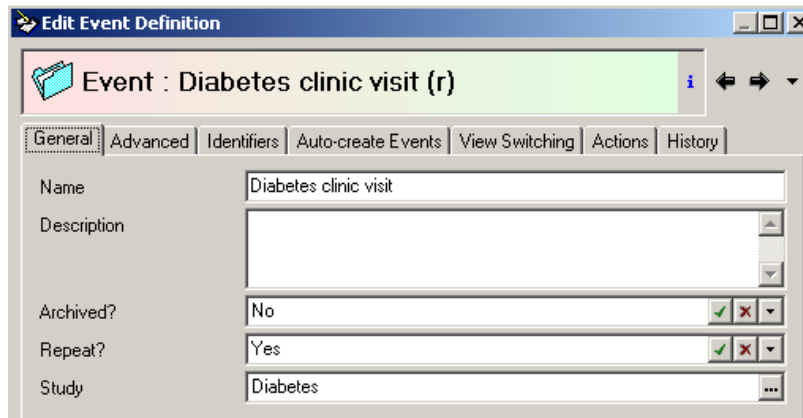 Edit Event Definition
Event : Diabetes clinic visit (r)
i
General Advanced Identifiers Auto-create Events View Switching Actions History
Name Diabetes clinic visit
Description
Archived? No
Repeat? Yes
Study Diabetes ...